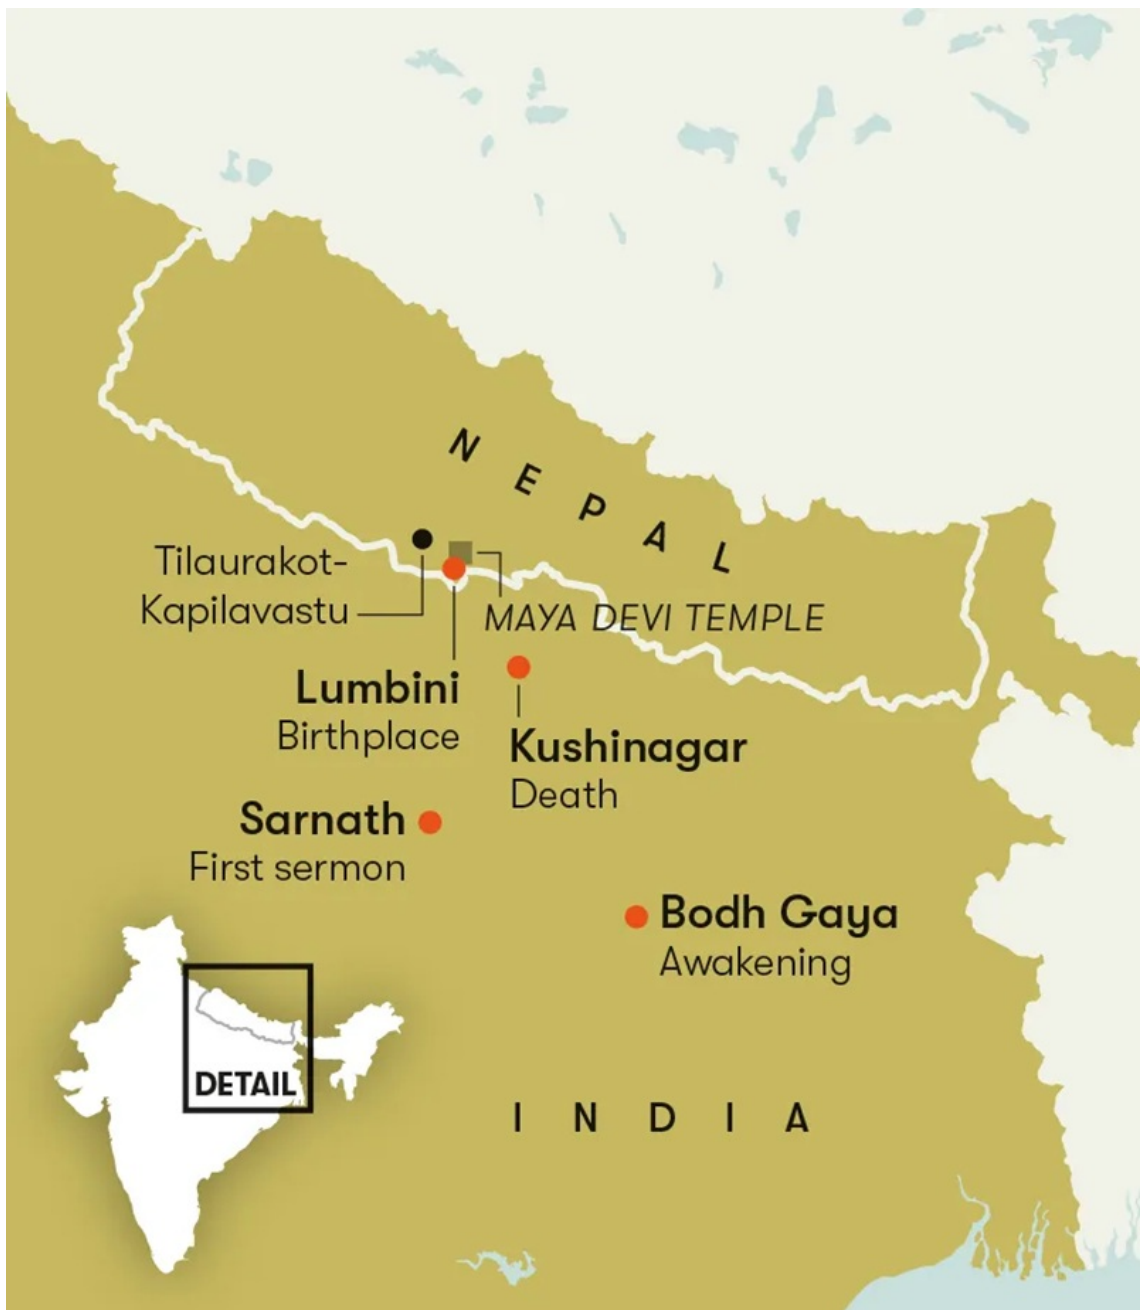 NEPAL
Tilaurakot-
Kapilavastu
MAYA DEVI TEMPLE
Lumbini
Birthplace
Kushinagar
Death
Sarnath
First sermon
Bodh Gaya
Awakening
DETAIL
INDIA